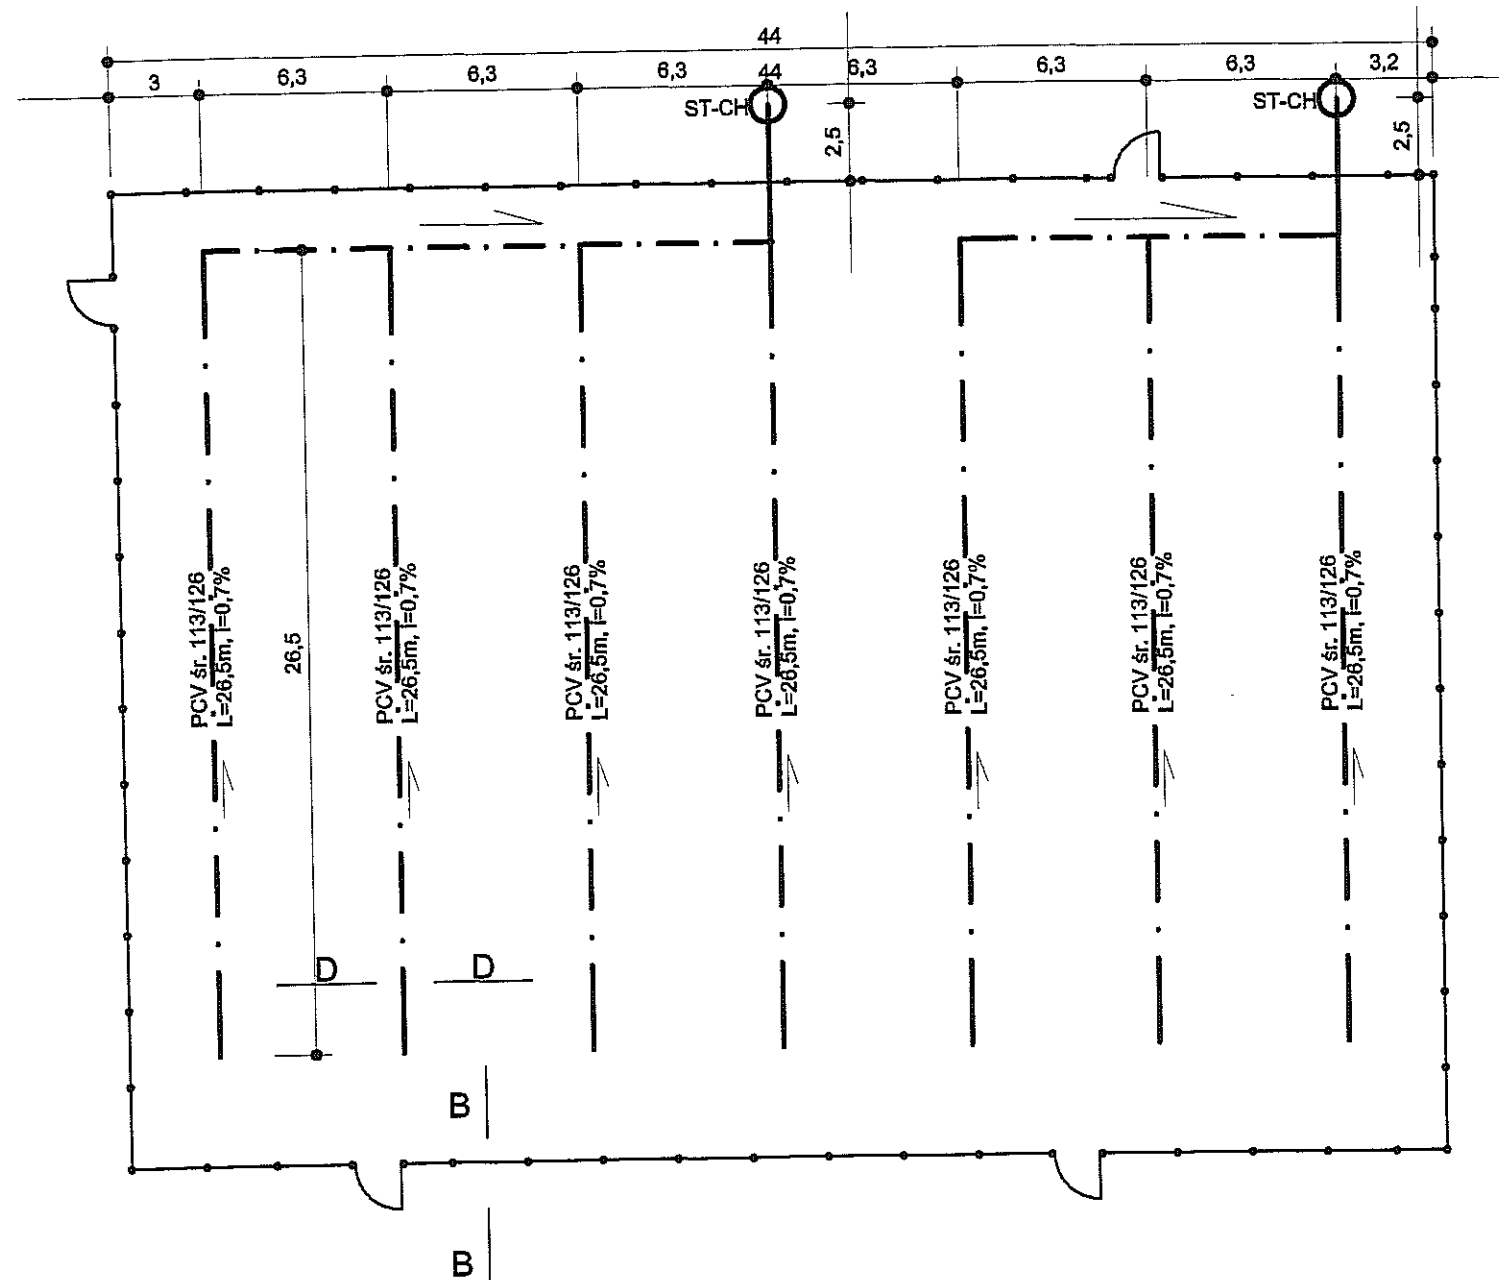 44
3
6,3
6,3
6,3
44
6,3
6,3
6,3
3,2
ST-CH
ST-CH
2,5
2,5
PCV śr. 113/126
L=26,5m, i=0,7%
26,5
PCV śr. 113/126
L=26,5m, i=0,7%
PCV śr. 113/126
L=26,5m, i=0,7%
PCV śr. 113/126
L=26,5m, i=0,7%
PCV śr. 113/126
L=26,5m, i=0,7%
PCV śr. 113/126
L=26,5m, i=0,7%
PCV śr. 113/126
L=26,5m, i=0,7%
D
D
B
B